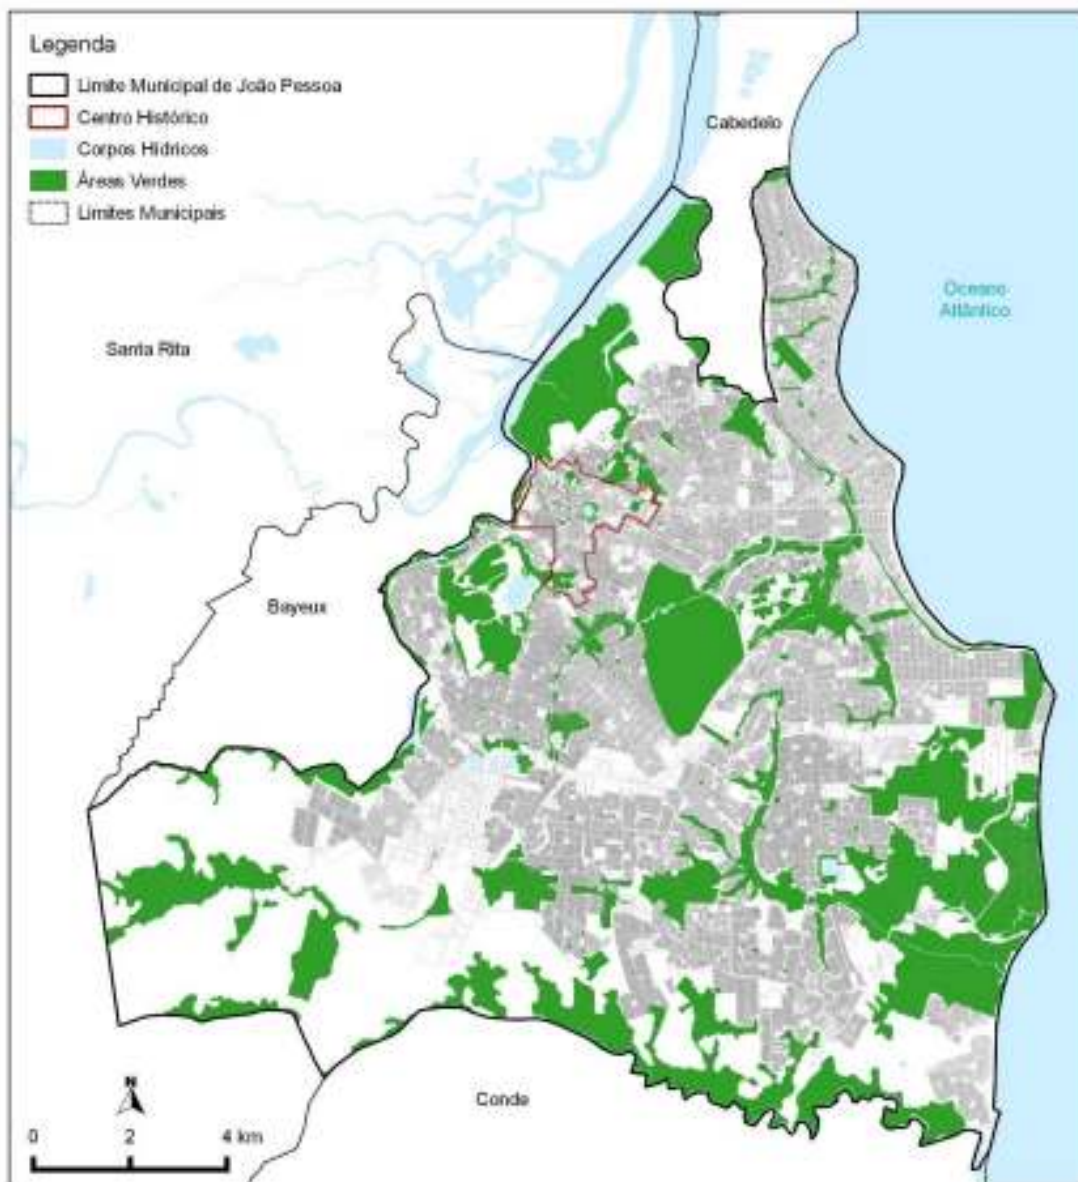 Legenda
Limite Municipal de João Pessoa
Centro Histórico
Corpos Hídricos
Áreas Verdes
Limites Municipais
Cabedelo
Oceano
Atlântico
Santa Rita
Bayeux
Conde
N
0 2 4 km